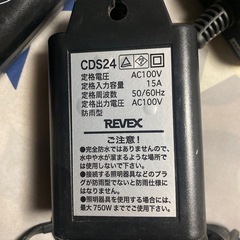 CDS24
定格電圧 AC100V
定格入力容量 15A
定格周波数 50/60Hz
定格出力電圧 AC100V
防雨型
REVEX
ご注意!
●完全防水ではありませんので、
水中や水が溜まるような場所で
は使用しないで下さい。
●接続する照明器具などのプラ
グが防雨型でないと防雨仕様に
はなりません。
●照明器具を使用する場合には、
最大750Wまででご使用下さい。